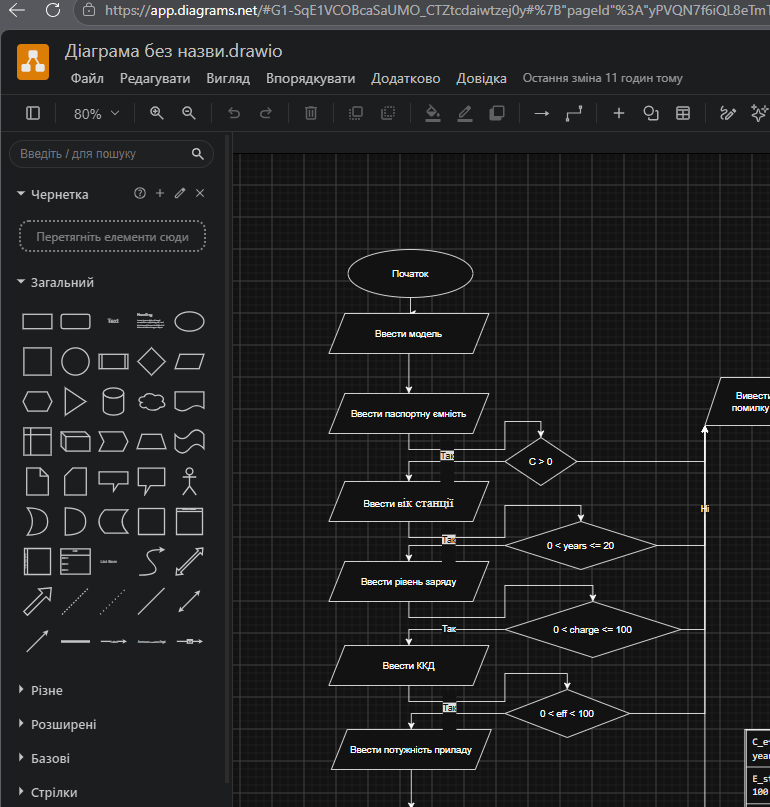 https://app.diagrams.net/#G1-SqE1VCOBcaSaUMO_CTZtcdaiwtzej0y#%7B"pageId"%3A"yPVQN7f6iQL8eTmT
Діаграма без назви.drawio
Файл Редагувати Вигляд Впорядкувати Додатково Довідка Остання зміна 11 годин тому
80%
Введіть / для пошуку
Чернетка
Перетягніть елементи сюди
Загальний
Text
Heading
List Item
Різне
Розширені
Базові
Стрілки
Початок
Ввести модель
Ввести паспортну ємність
Так
C > 0
Ввести вік станції
Так
0 < years <= 20
Ввести рівень заряду
Так
0 < charge <= 100
Ввести ККД
Так
0 < eff < 100
Ввести потужність приладу
Вивести
помилку
Ні
C_e
year
E_st
100